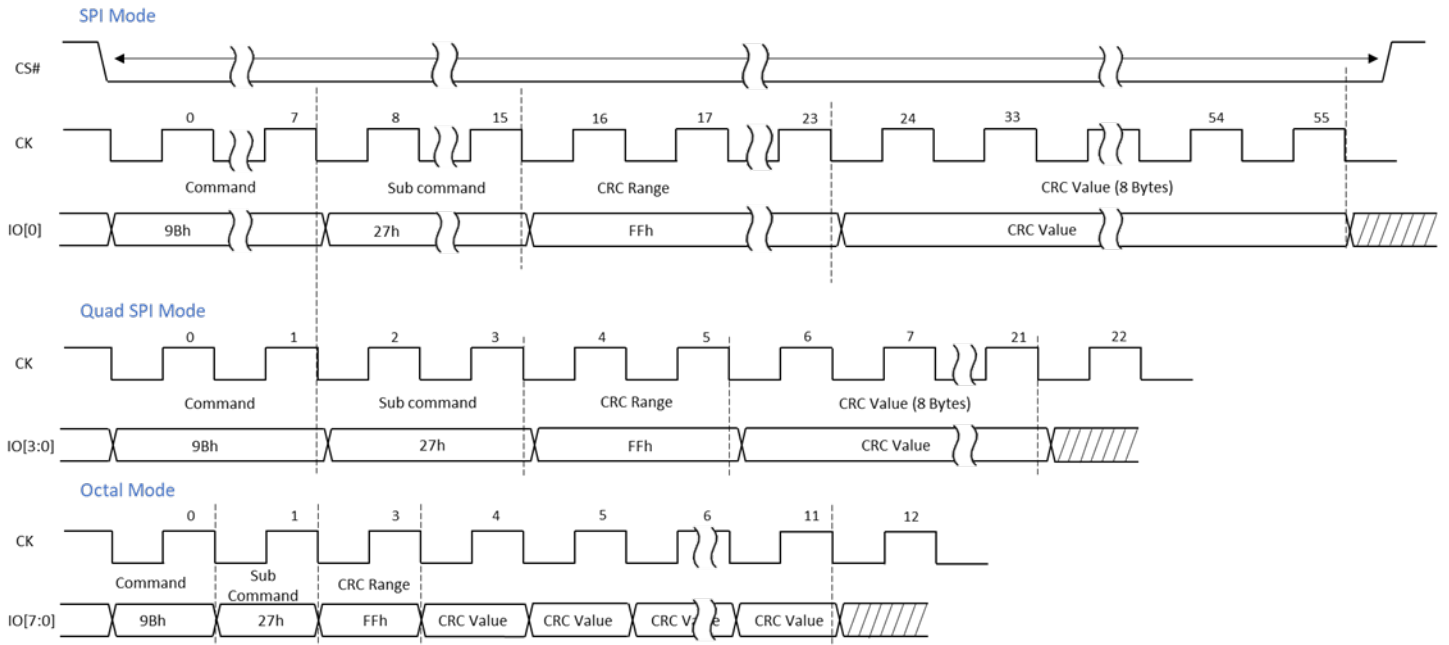 SPI Mode
CS#
0 7 8 15 16 17 23 24 33 54 55
CK
Command Sub command CRC Range CRC Value (8 Bytes)
IO[0] 9Bh 27h FFh CRC Value
Quad SPI Mode
0 1 2 3 4 5 6 7 21 22
CK
Command Sub command CRC Range CRC Value (8 Bytes)
IO[3:0] 9Bh 27h FFh CRC Value
Octal Mode
0 1 3 4 5 6 11 12
CK
Command Sub Command CRC Range
IO[7:0] 9Bh 27h FFh CRC Value CRC Value CRC Value CRC Value